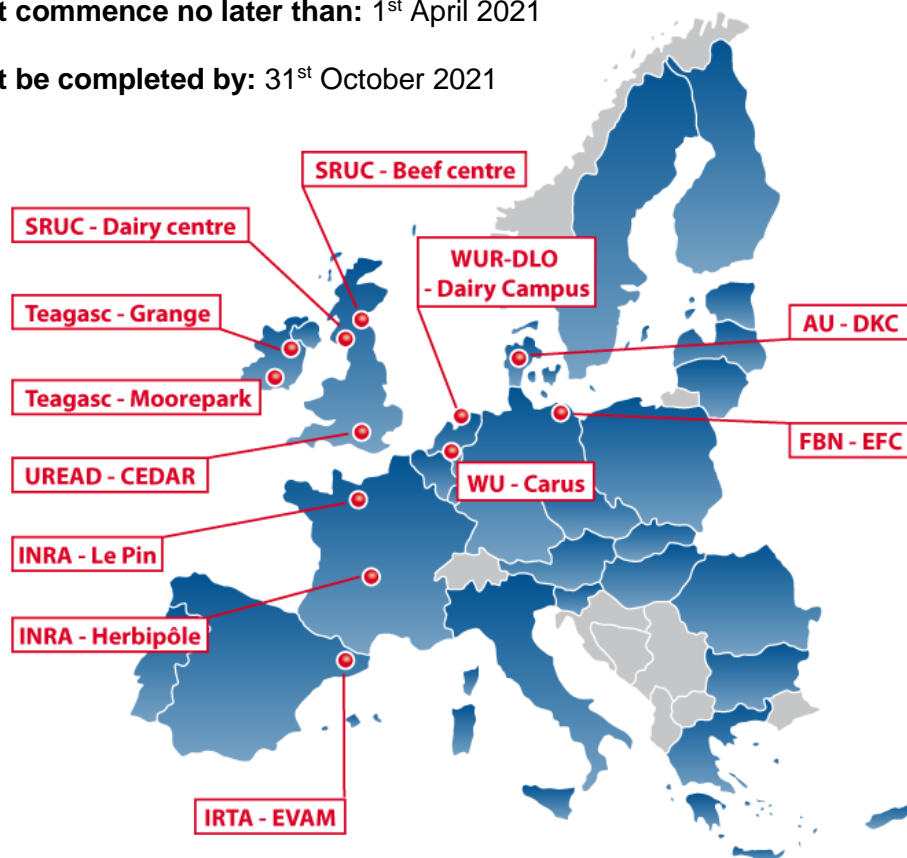 t commence no later than: 1st April 2021
t be completed by: 31st October 2021
SRUC - Beef centre
SRUC - Dairy centre
WUR-DLO
- Dairy Campus
Teagasc - Grange
AU - DKC
Teagasc - Moorepark
FBN - EFC
UREAD - CEDAR
WU - Carus
INRA - Le Pin
INRA - Herbipôle
IRTA - EVAM